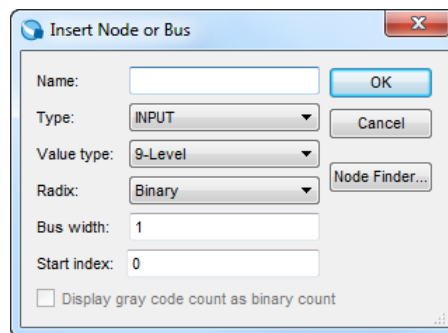 Insert Node or Bus
Name:
OK
Type: INPUT
Cancel
Value type: 9-Level
Node Finder...
Radix: Binary
Bus width: 1
Start index: 0
Display gray code count as binary count